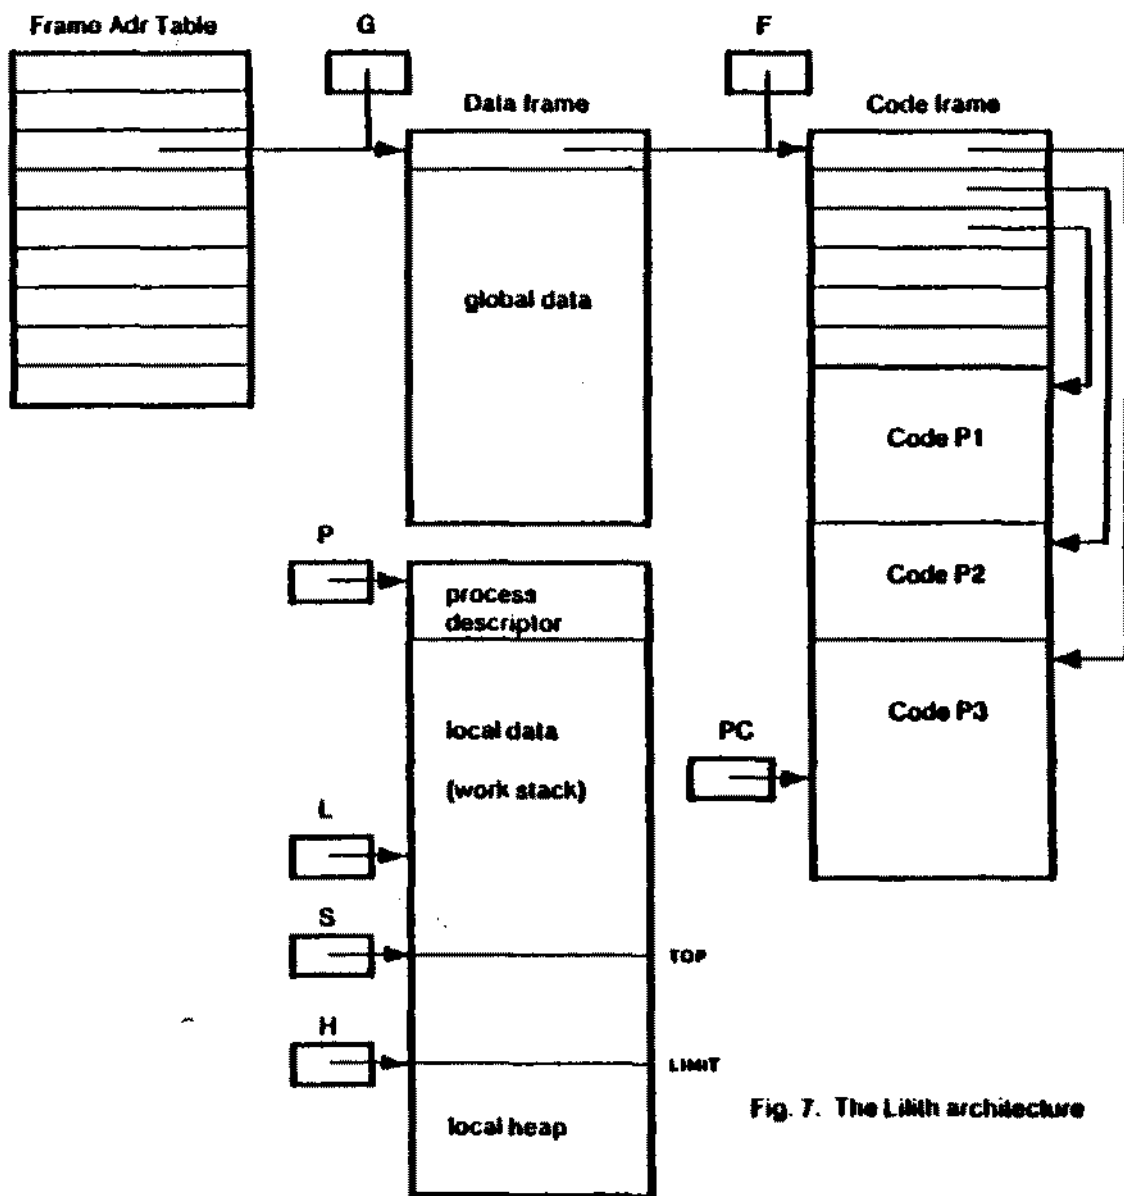 Frame Adr Table
G
F
Data frame
Code frame
global data
Code P1
P
process
descriptor
Code P2
local data
(work stack)
Code P3
PC
L
S
TOP
H
LIMIT
local heap
Fig. 7. The Lilith architecture